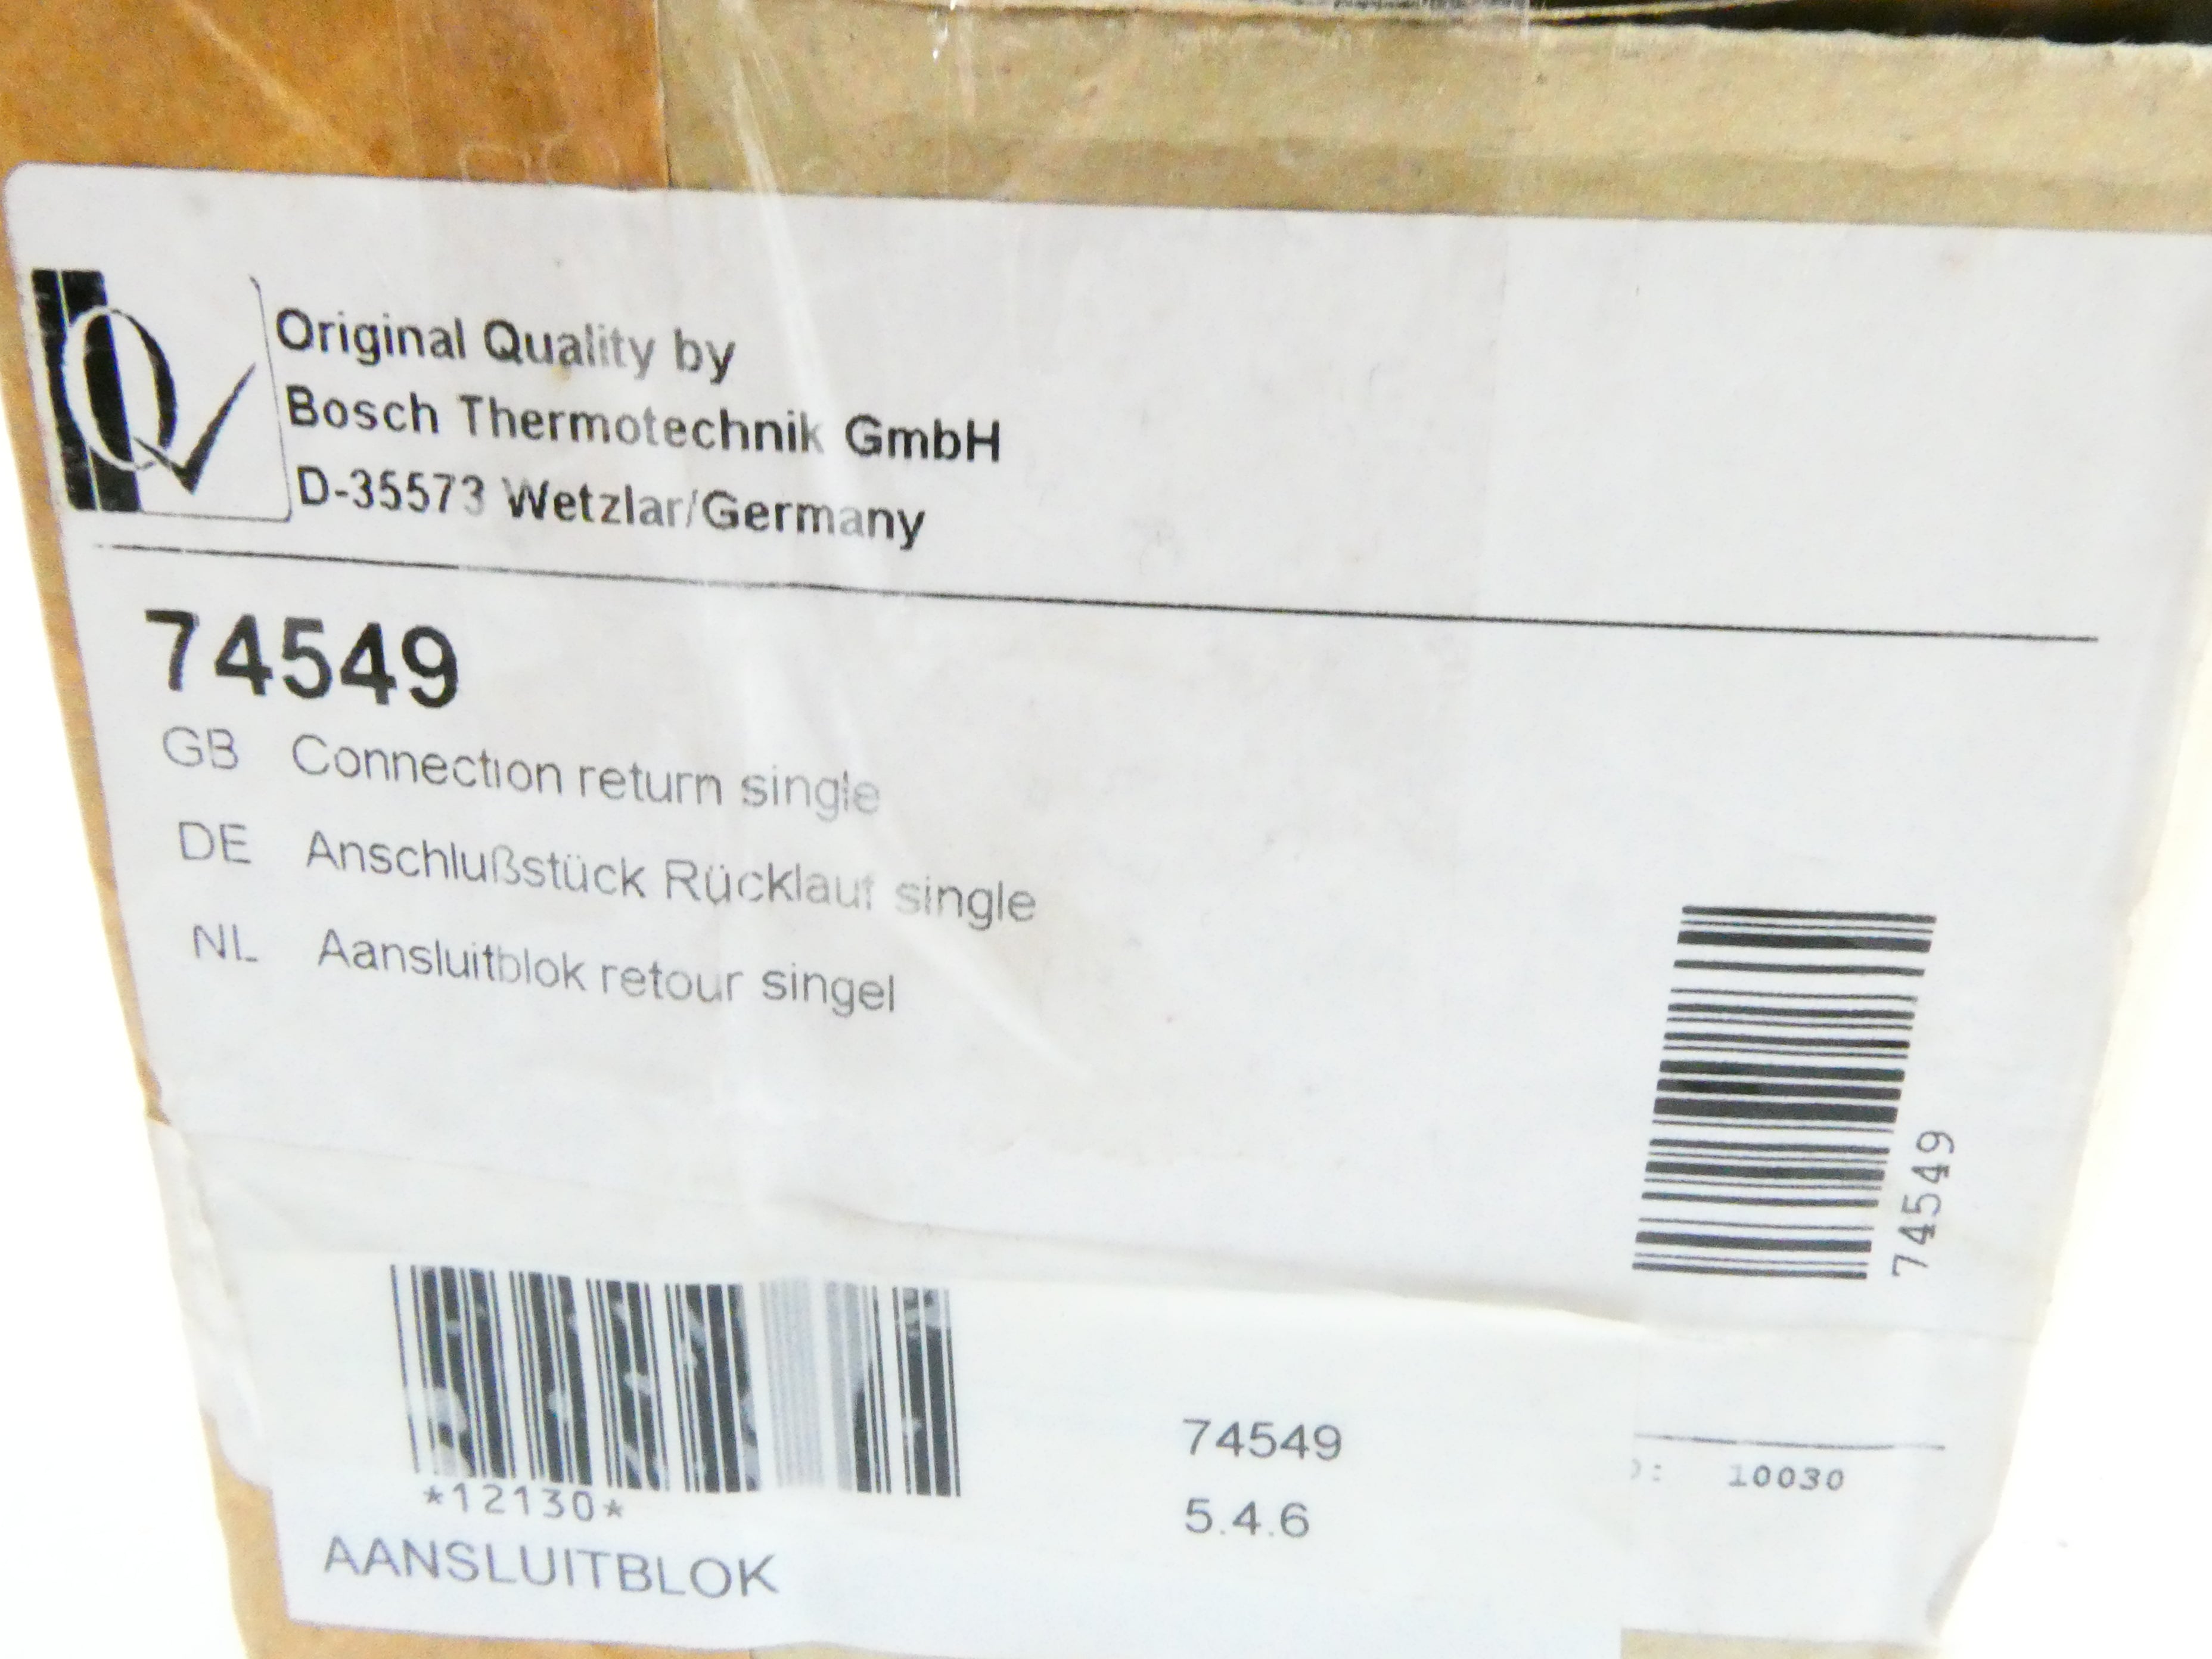 Original Quality by
Bosch Thermotechnik GmbH
D-35573 Wetzlar/Germany
74549
GB Connection return single
DE Anschlußstück Rücklauf single
NL Aansluitblok retour singel
74549
*12130*
AANSLUITBLOK
74549
5.4.6
10030